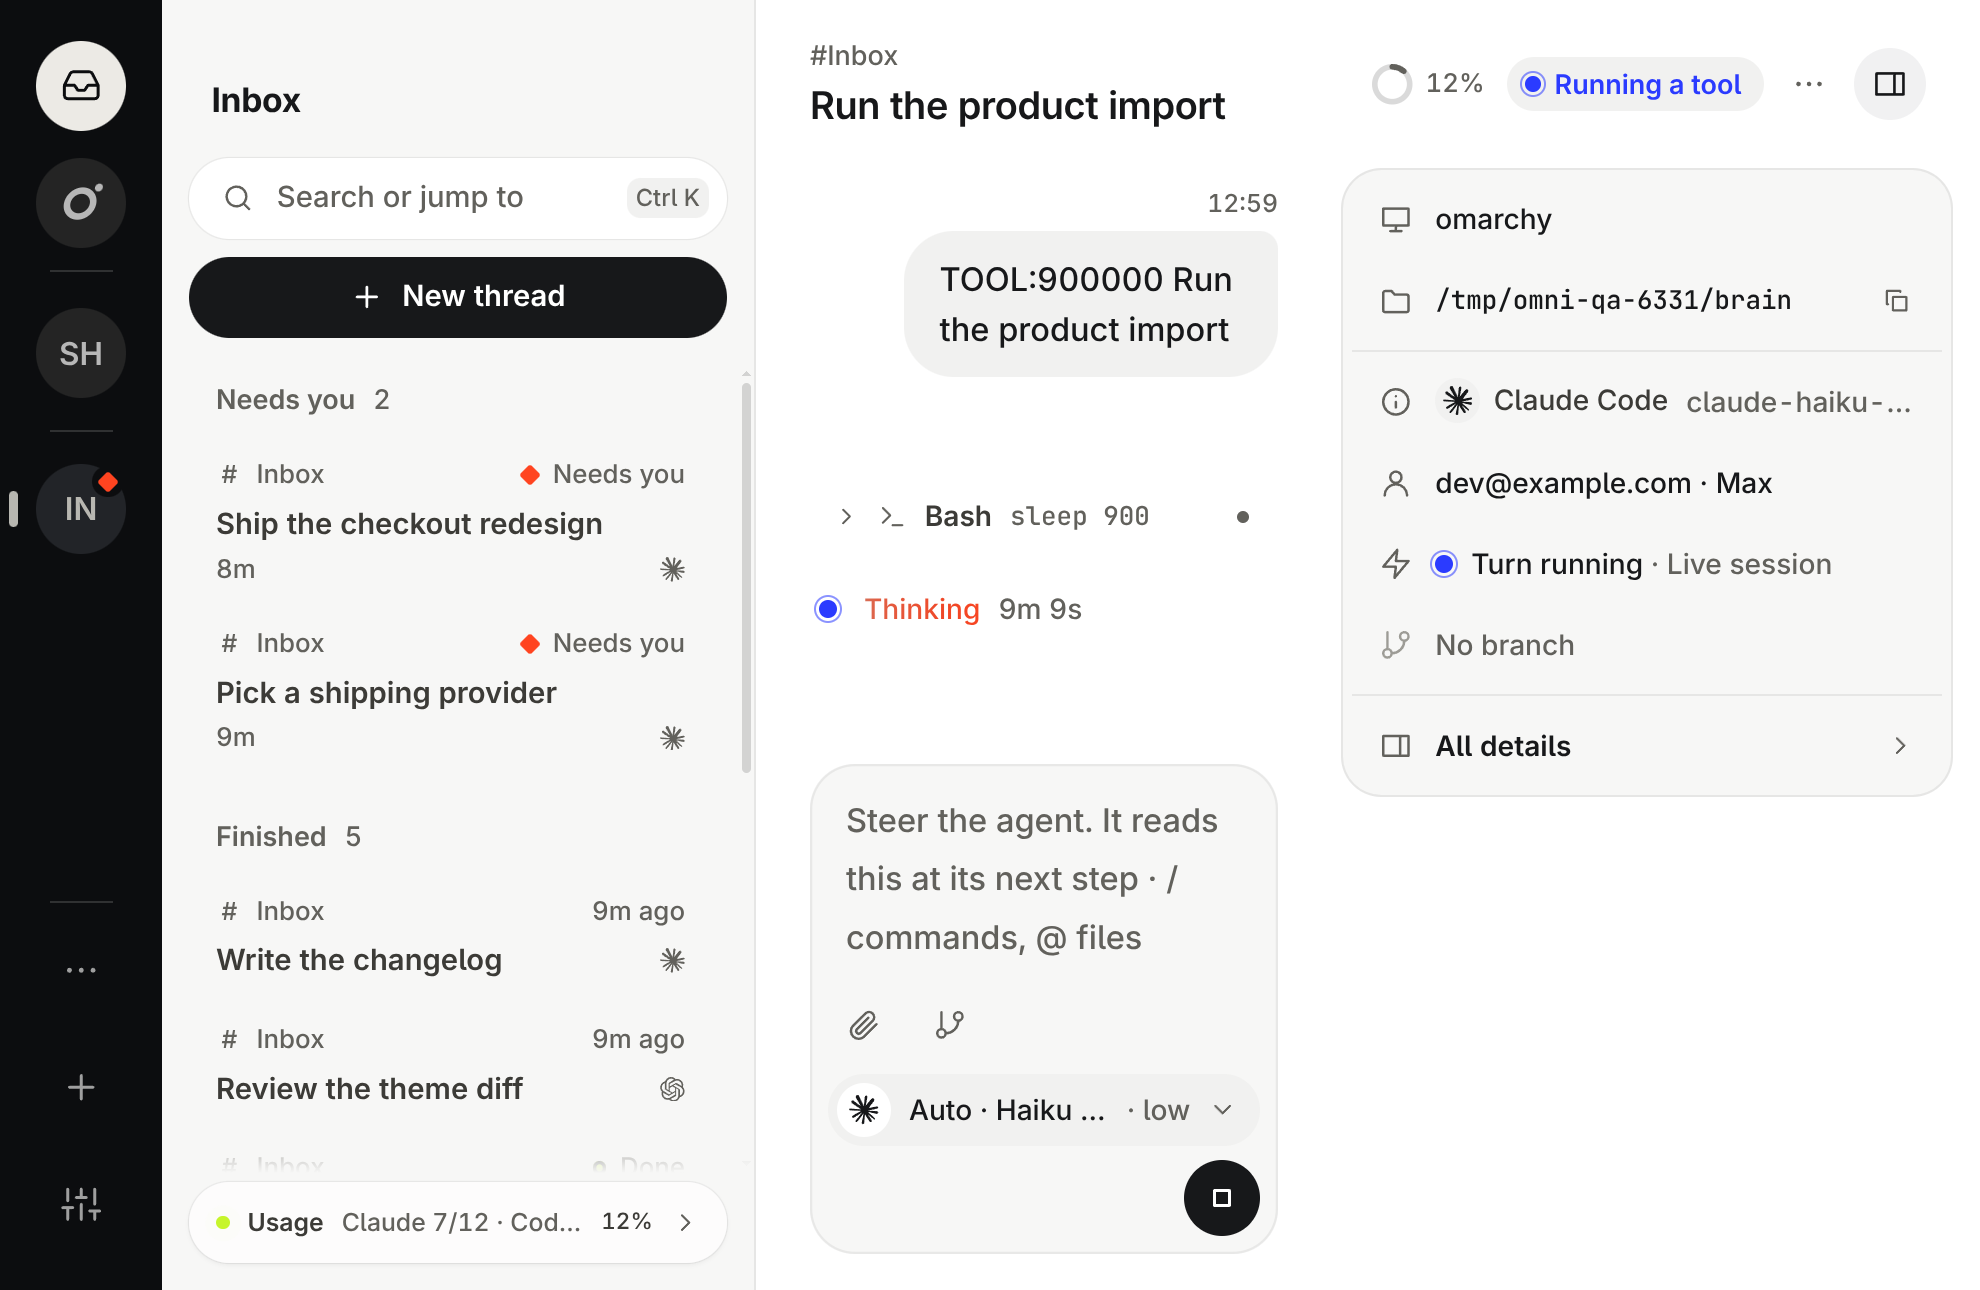 SH
IN
Inbox
Search or jump to
Ctrl K
New thread
Needs you 2
# Inbox
Needs you
Ship the checkout redesign
8m
# Inbox
Needs you
Pick a shipping provider
9m
Finished 5
# Inbox
9m ago
Write the changelog
# Inbox
9m ago
Review the theme diff
# Inbox
Done
Usage Claude 7/12 · Cod... 12%
#Inbox
Run the product import
12%
Running a tool
12:59
TOOL:900000 Run
the product import
Bash sleep 900
Thinking 9m 9s
Steer the agent. It reads
this at its next step · /
commands, @ files
Auto · Haiku ... · low
omarchy
/tmp/omni-qa-6331/brain
Claude Code claude-haiku-...
dev@example.com · Max
Turn running · Live session
No branch
All details